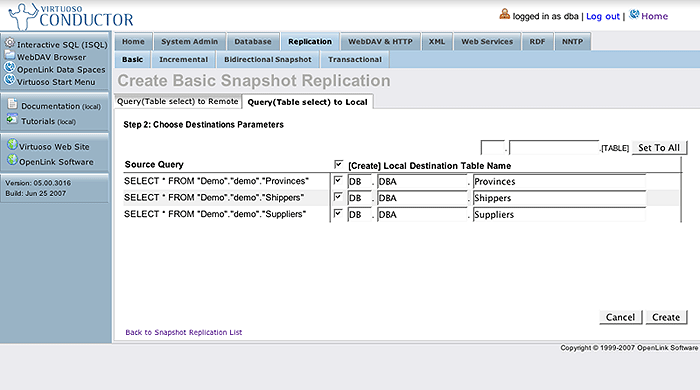 VIRTUOSO
CONDUCTOR
logged in as dba | Log out | Home
Interactive SQL (ISQL)
WebDAV Browser
OpenLink Data Spaces
Virtuoso Start Menu
Documentation (local)
Tutorials (local)
Virtuoso Web Site
OpenLink Software
Version: 05.00.3016
Build: Jun 25 2007
Home System Admin Database Replication WebDAV & HTTP XML Web Services RDF NNTP
Basic Incremental Bidirectional Snapshot Transactional
Create Basic Snapshot Replication
Query(Table select) to Remote Query(Table select) to Local
Step 2: Choose Destinations Parameters
. .[TABLE] Set To All
Source Query [Create] Local Destination Table Name
SELECT * FROM "Demo"."demo"."Provinces" DB . DBA . Provinces
SELECT * FROM "Demo"."demo"."Shippers" DB . DBA . Shippers
SELECT * FROM "Demo"."demo"."Suppliers" DB . DBA . Suppliers
Cancel Create
Back to Snapshot Replication List
Copyright © 1999-2007 OpenLink Software